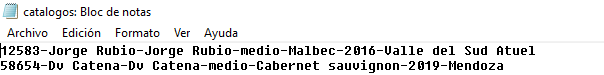 catalogos: Bloc de notas
Archivo Edición Formato Ver Ayuda
12583-Jorge Rubio-Jorge Rubio-medio-Malbec-2016-Valle del Sud Atuel
58654-Dv Catena-Dv Catena-medio-Cabernet sauvignon-2019-Mendoza